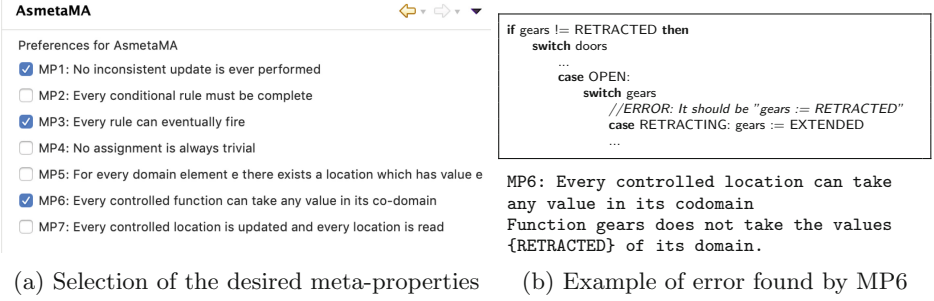 AsmetaMA
Preferences for AsmetaMA
MP1: No inconsistent update is ever performed
MP2: Every conditional rule must be complete
MP3: Every rule can eventually fire
MP4: No assignment is always trivial
MP5: For every domain element e there exists a location which has value e
MP6: Every controlled function can take any value in its co-domain
MP7: Every controlled location is updated and every location is read
(a) Selection of the desired meta-properties
if gears != RETRACTED then
switch doors
...
case OPEN:
switch gears
//ERROR: It should be "gears := RETRACTED"
case RETRACTING: gears := EXTENDED
...
MP6: Every controlled location can take
any value in its codomain
Function gears does not take the values
{RETRACTED} of its domain.
(b) Example of error found by MP6